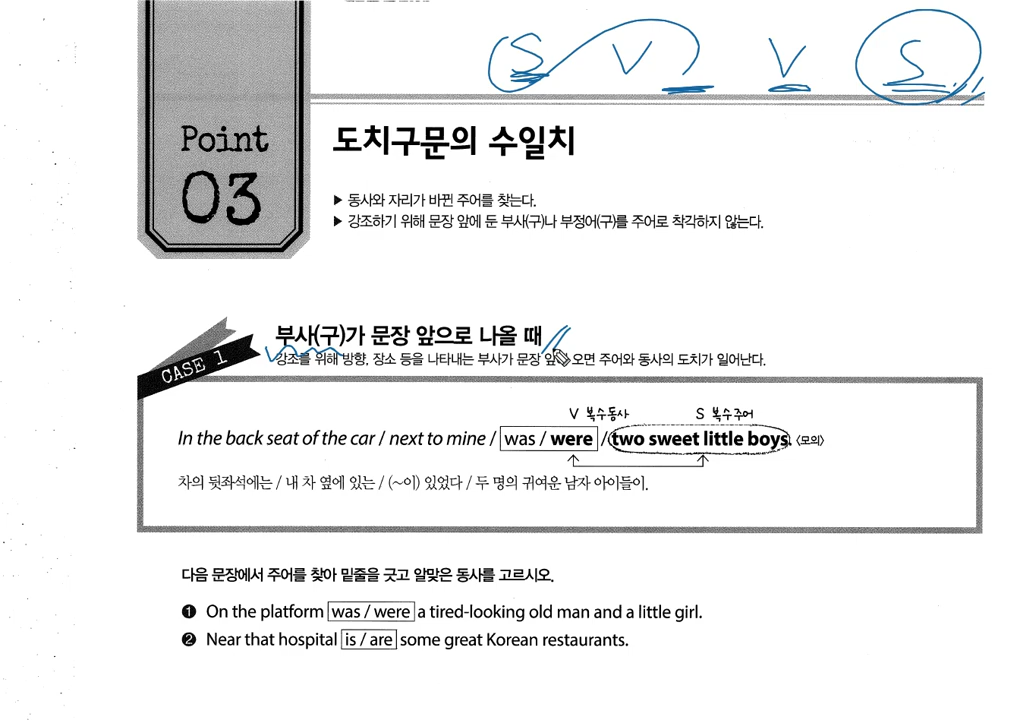 S V V S
Point
03
도치구문의 수일치
▶ 동사와 자리가 바뀐 주어를 찾는다.
▶ 강조하기 위해 문장 앞에 둔 부사(구)나 부정어(구)를 주어로 착각하지 않는다.
CASE 1
부사(구)가 문장 앞으로 나올 때
강조를 위해 방향, 장소 등을 나타내는 부사가 문장 앞 오면 주어와 동사의 도치가 일어난다.
V 복수동사 S 복수주어
In the back seat of the car / next to mine / was / were / two sweet little boys. <모의>
차의 뒷좌석에는 / 내 차 옆에 있는 / (~이) 있었다 / 두 명의 귀여운 남자 아이들이.
다음 문장에서 주어를 찾아 밑줄을 긋고 알맞은 동사를 고르시오.
❶ On the platform was / were a tired-looking old man and a little girl.
❷ Near that hospital is / are some great Korean restaurants.